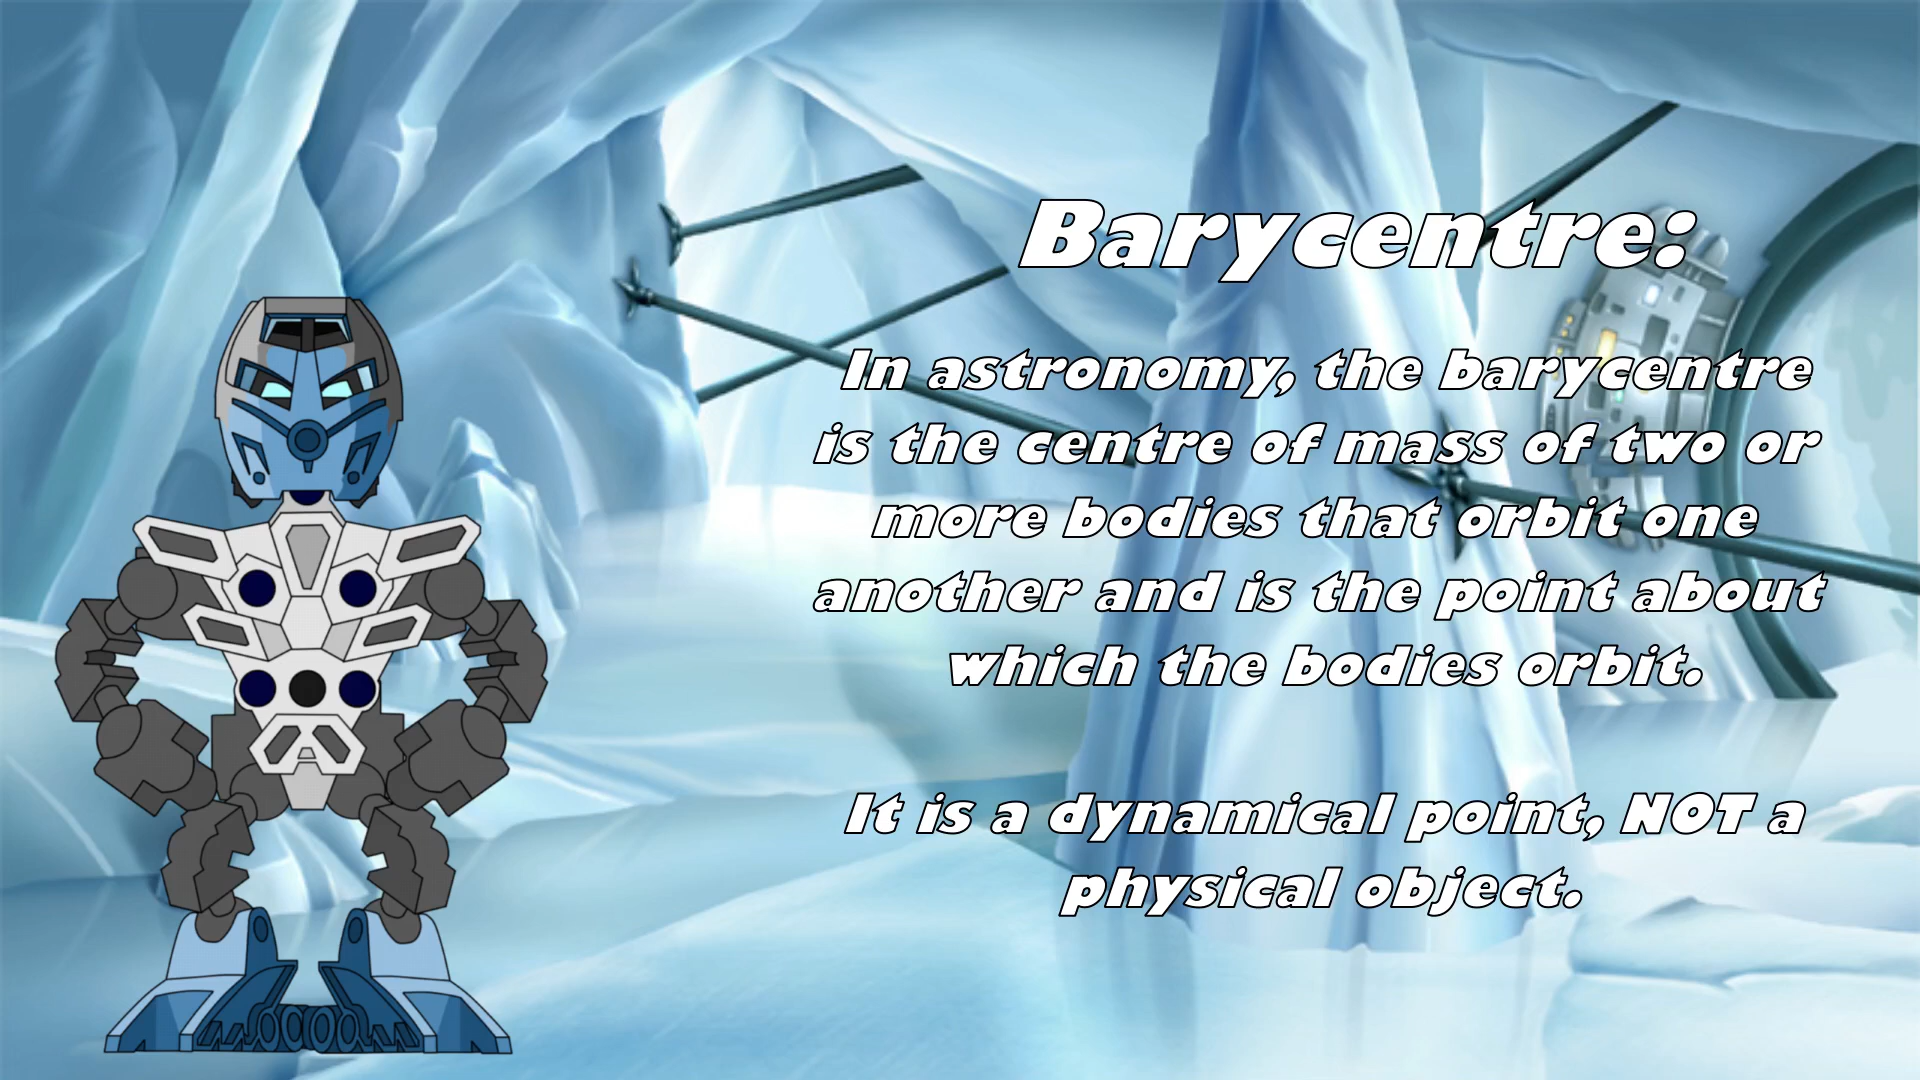 Barycentre:
In astronomy, the barycentre
is the centre of mass of two or
more bodies that orbit one
another and is the point about
which the bodies orbit.
It is a dynamical point, NOT a
physical object.